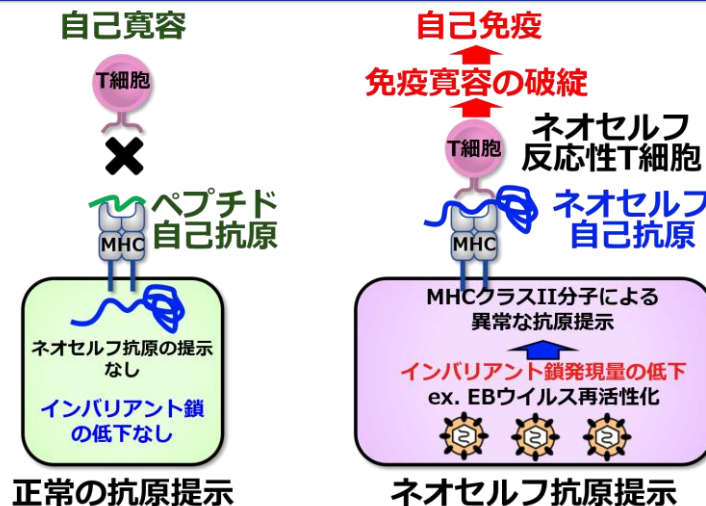 自己寛容
T細胞
ペプチド
自己抗原
MHC
ネオセルフ抗原の提示
なし
インバリアント鎖
の低下なし
正常の抗原提示
自己免疫
免疫寛容の破綻
T細胞
ネオセルフ
反応性T細胞
ネオセルフ
自己抗原
MHC
MHCクラスII分子による
異常な抗原提示
インバリアント鎖発現量の低下
ex. EBウイルス再活性化
ネオセルフ抗原提示